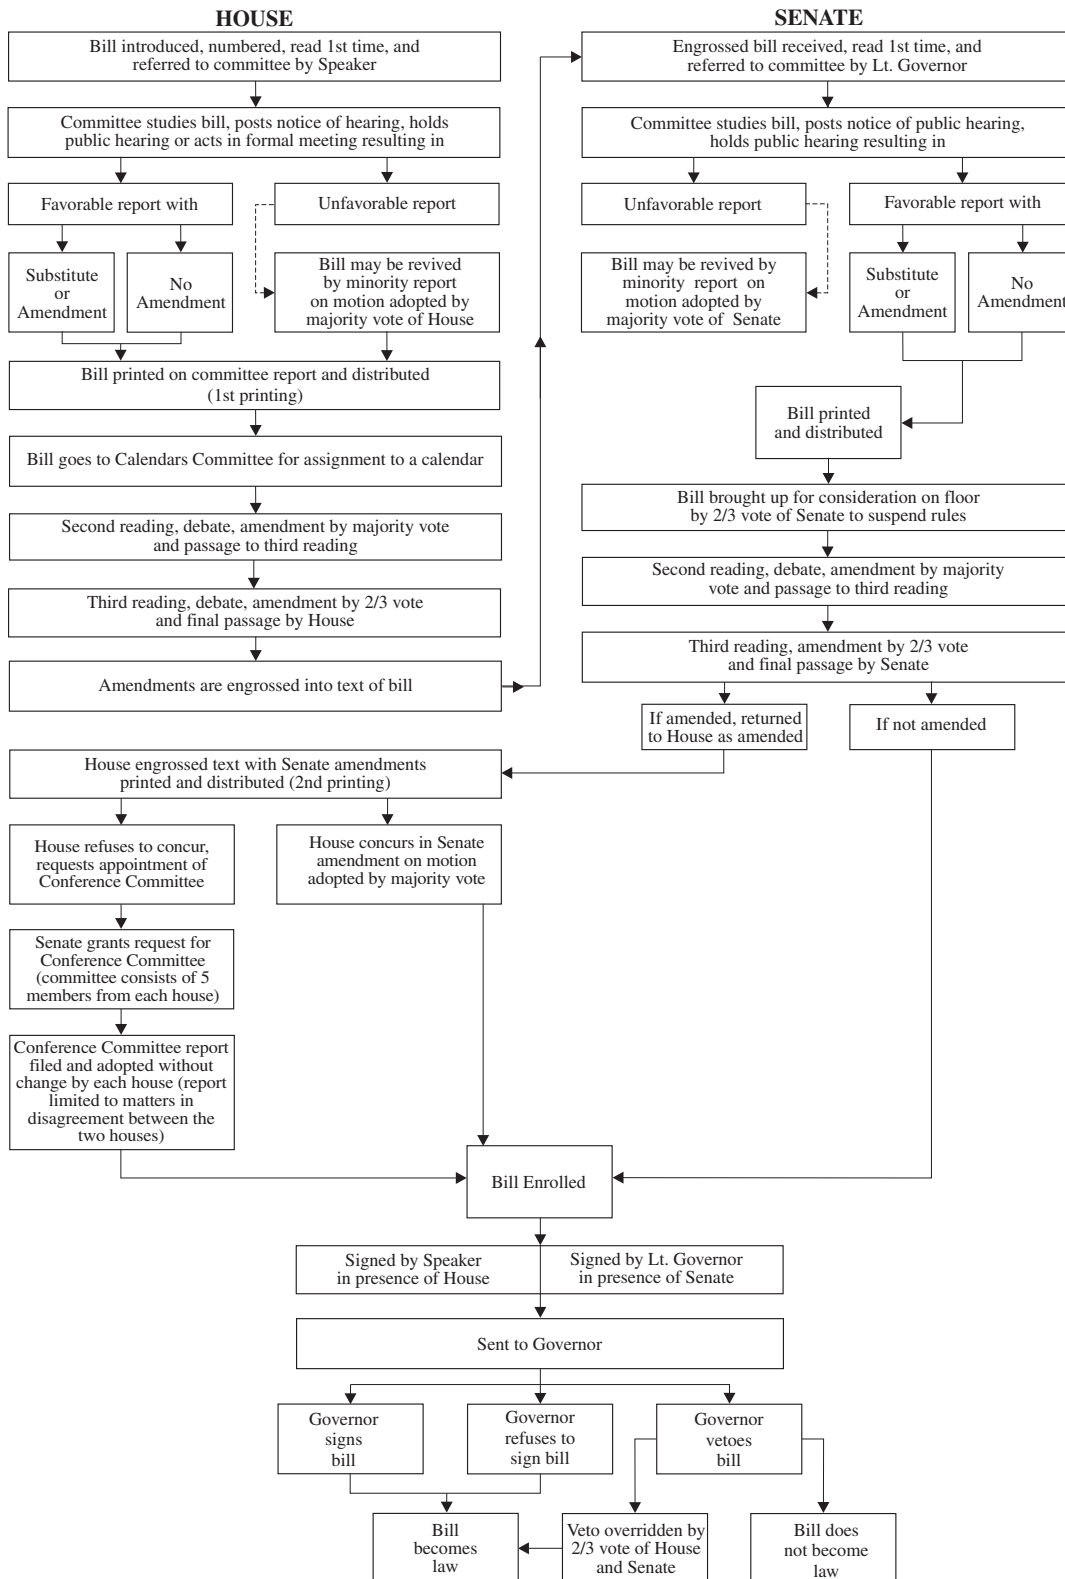 HOUSE
Bill introduced, numbered, read 1st time, and
referred to committee by Speaker
Committee studies bill, posts notice of hearing, holds
public hearing or acts in formal meeting resulting in
Favorable report with
Unfavorable report
Substitute
or
Amendment
No
Amendment
Bill may be revived
by minority report
on motion adopted by
majority vote of House
Bill printed on committee report and distributed
(1st printing)
Bill goes to Calendars Committee for assignment to a calendar
Second reading, debate, amendment by majority vote
and passage to third reading
Third reading, debate, amendment by 2/3 vote
and final passage by House
Amendments are engrossed into text of bill
SENATE
Engrossed bill received, read 1st time, and
referred to committee by Lt. Governor
Committee studies bill, posts notice of public hearing,
holds public hearing resulting in
Unfavorable report
Favorable report with
Bill may be revived by
minority report on
motion adopted by
majority vote of Senate
Substitute
or
Amendment
No
Amendment
Bill printed
and distributed
Bill brought up for consideration on floor
by 2/3 vote of Senate to suspend rules
Second reading, debate, amendment by majority
vote and passage to third reading
Third reading, amendment by 2/3 vote
and final passage by Senate
If amended, returned
to House as amended
If not amended
House engrossed text with Senate amendments
printed and distributed (2nd printing)
House refuses to concur,
requests appointment of
Conference Committee
House concurs in Senate
amendment on motion
adopted by majority vote
Senate grants request for
Conference Committee
(committee consists of 5
members from each house)
Conference Committee report
filed and adopted without
change by each house (report
limited to matters in
disagreement between the
two houses)
Bill Enrolled
Signed by Speaker
in presence of House
Signed by Lt. Governor
in presence of Senate
Sent to Governor
Governor
signs
bill
Governor
refuses to
sign bill
Governor
vetoes
bill
Bill
becomes
law
Veto overridden by
2/3 vote of House
and Senate
Bill does
not become
law